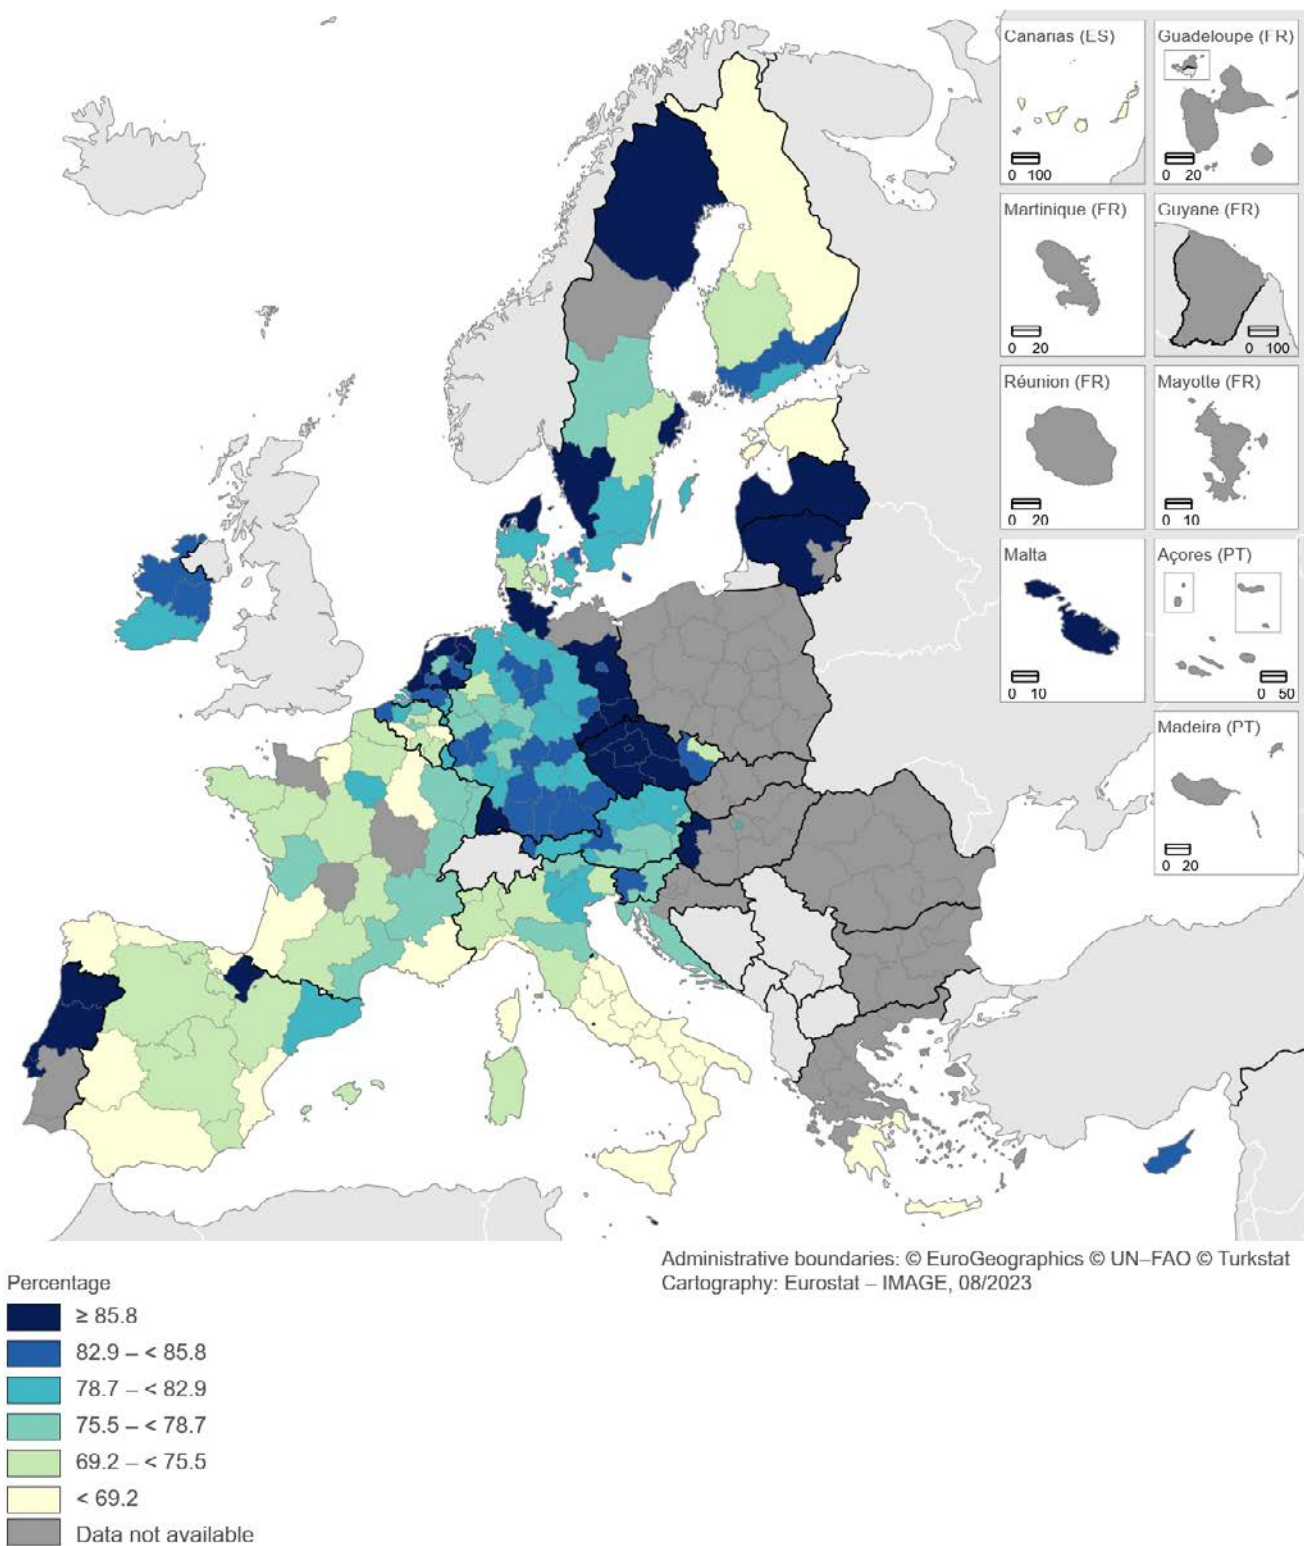 Canarias (ES)
0 100
Guadeloupe (FR)
0 20
Martinique (FR)
0 20
Guyane (FR)
0 100
Réunion (FR)
0 20
Mayotte (FR)
0 10
Malta
0 10
Açores (PT)
0 50
Madeira (PT)
0 20
Administrative boundaries: © EuroGeographics © UN–FAO © Turkstat
Cartography: Eurostat – IMAGE, 08/2023
Percentage
≥ 85.8
82.9 – < 85.8
78.7 – < 82.9
75.5 – < 78.7
69.2 – < 75.5
< 69.2
Data not available